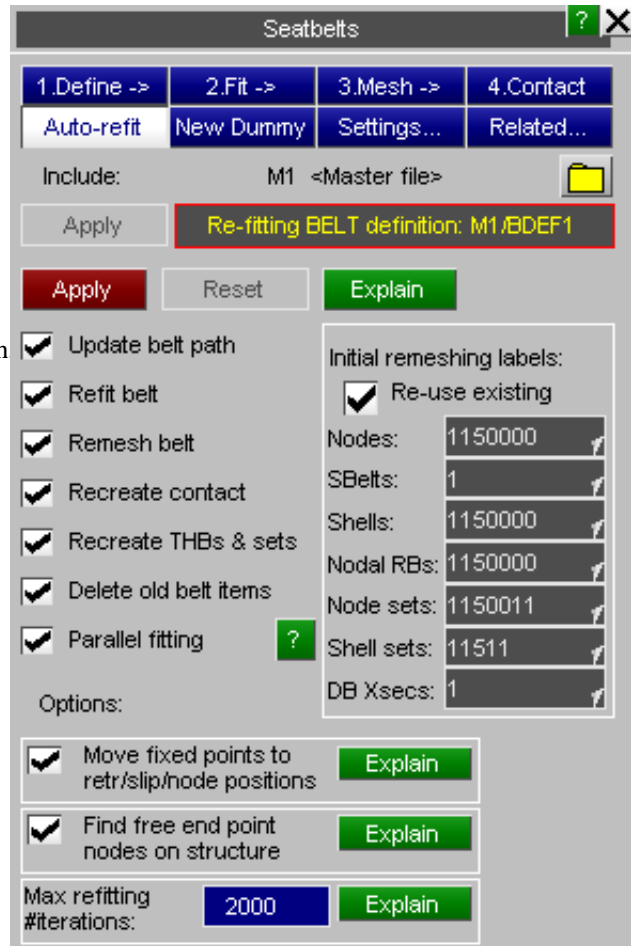 Seatbelts ?
1.Define -> 2.Fit -> 3.Mesh -> 4.Contact
Auto-refit New Dummy Settings... Related...
Include: M1 <Master file>
Apply Re-fitting BELT definition: M1/BDEF1
Apply Reset Explain
Update belt path
Refit belt
Remesh belt
Recreate contact
Recreate THBs & sets
Delete old belt items
Parallel fitting ?
Initial remeshing labels:
Re-use existing
Nodes: 1150000
SBelts: 1
Shells: 1150000
Nodal RBs: 1150000
Node sets: 1150011
Shell sets: 11511
DB Xsecs: 1
Options:
Move fixed points to
retr/slip/node positions
Explain
Find free end point
nodes on structure
Explain
Max refitting
#iterations:
2000 Explain